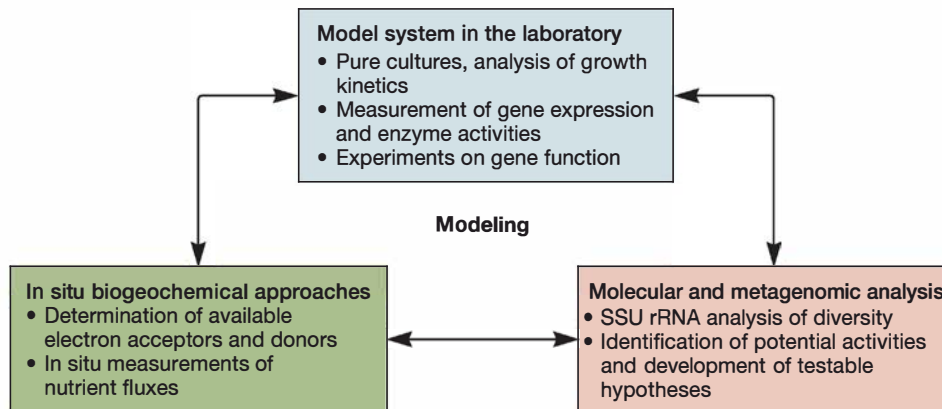 Model system in the laboratory
• Pure cultures, analysis of growth
kinetics
• Measurement of gene expression
and enzyme activities
• Experiments on gene function
Modeling
In situ biogeochemical approaches
• Determination of available
electron acceptors and donors
• In situ measurements of
nutrient fluxes
Molecular and metagenomic analysis
• SSU rRNA analysis of diversity
• Identification of potential activities
and development of testable
hypotheses